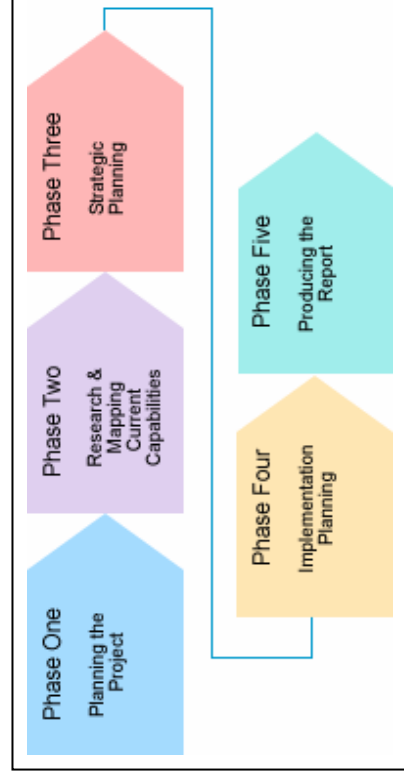 Phase One
Planning the
Project
Phase Two
Research &
Mapping
Current
Capabilities
Phase Three
Strategic
Planning
Phase Four
Implementation
Planning
Phase Five
Producing the
Report